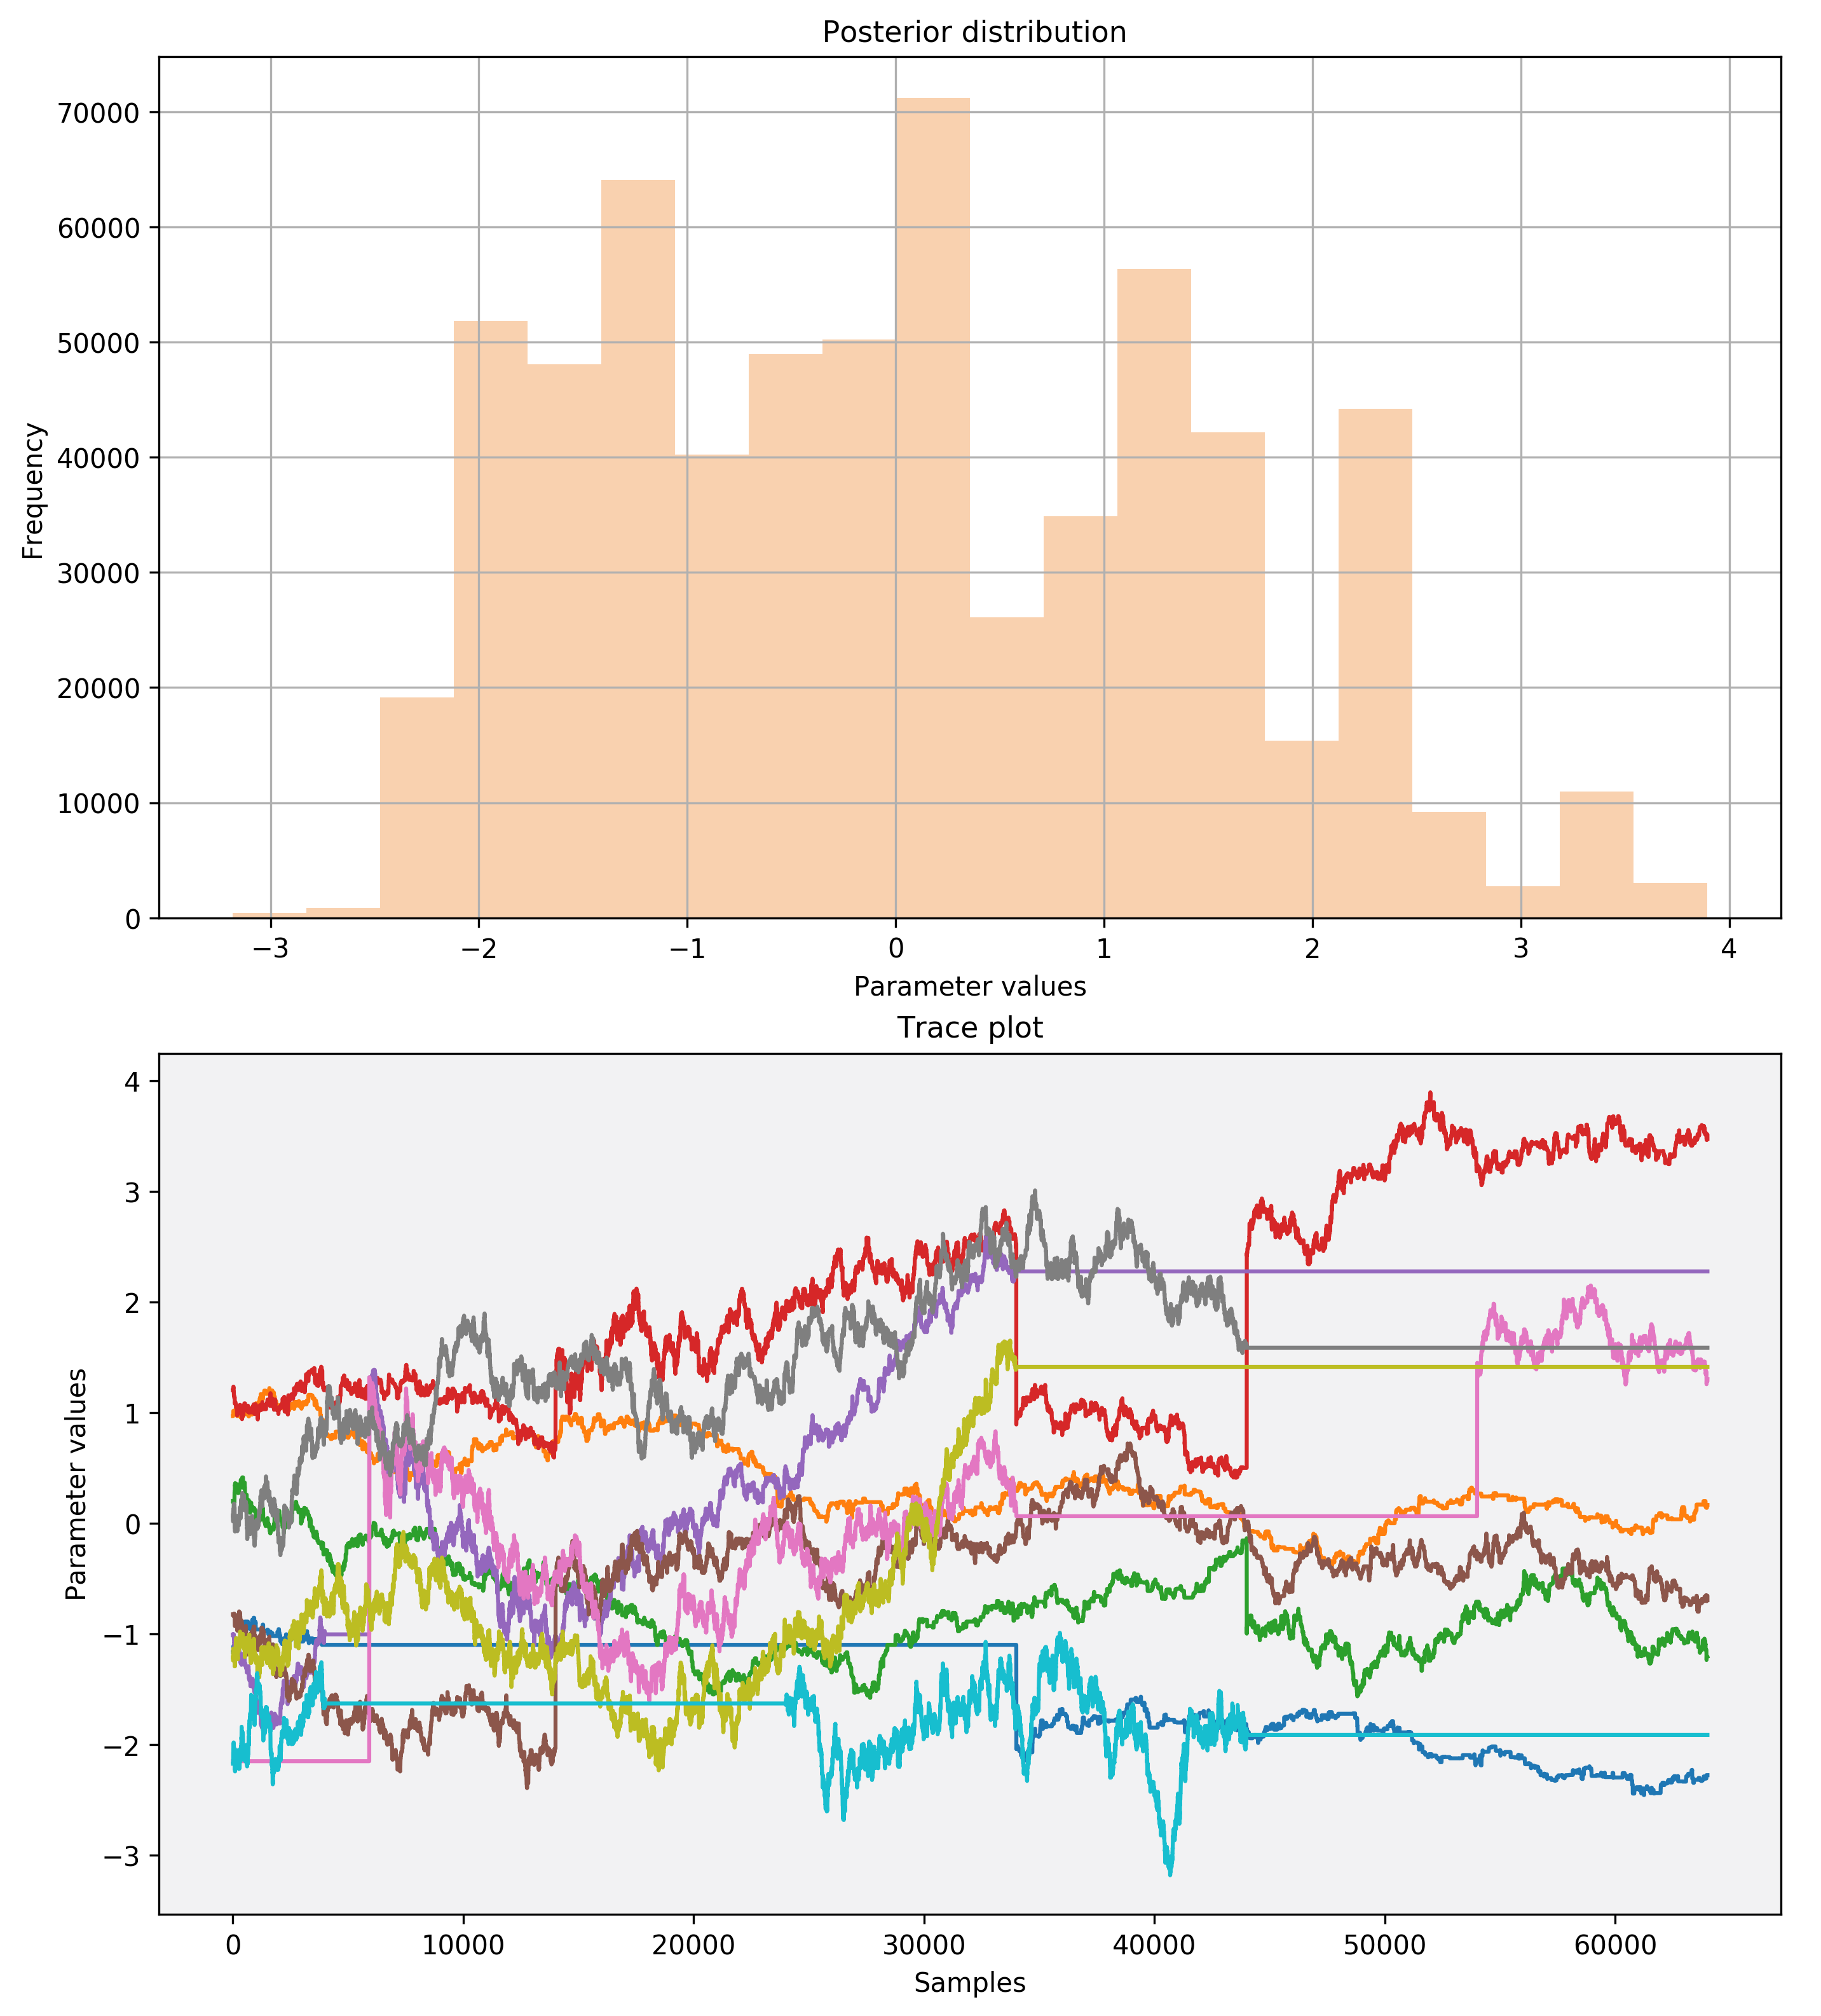 Posterior distribution
70000
60000
50000
40000
30000
20000
10000
0
Frequency
−3 −2 −1 0 1 2 3 4
Parameter values
Trace plot
4
3
2
1
0
−1
−2
−3
Parameter values
0 10000 20000 30000 40000 50000 60000
Samples